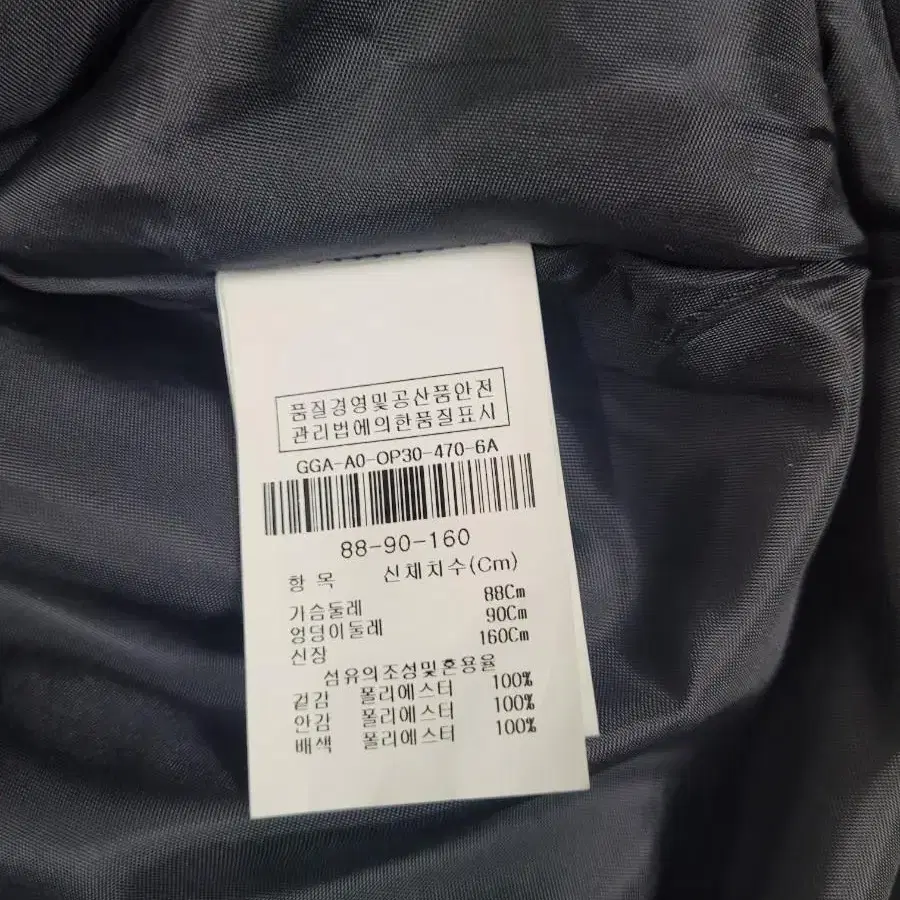 품질경영및공산품안전
관리법에의한품질표시
GGA-A0-OP30-470-6A
88-90-160
항 목 신체치수(Cm)
가슴둘레 88Cm
엉덩이둘레 90Cm
신장 160Cm
섬유의조성및혼용율
겉감 폴리에스터 100%
안감 폴리에스터 100%
배색 폴리에스터 100%